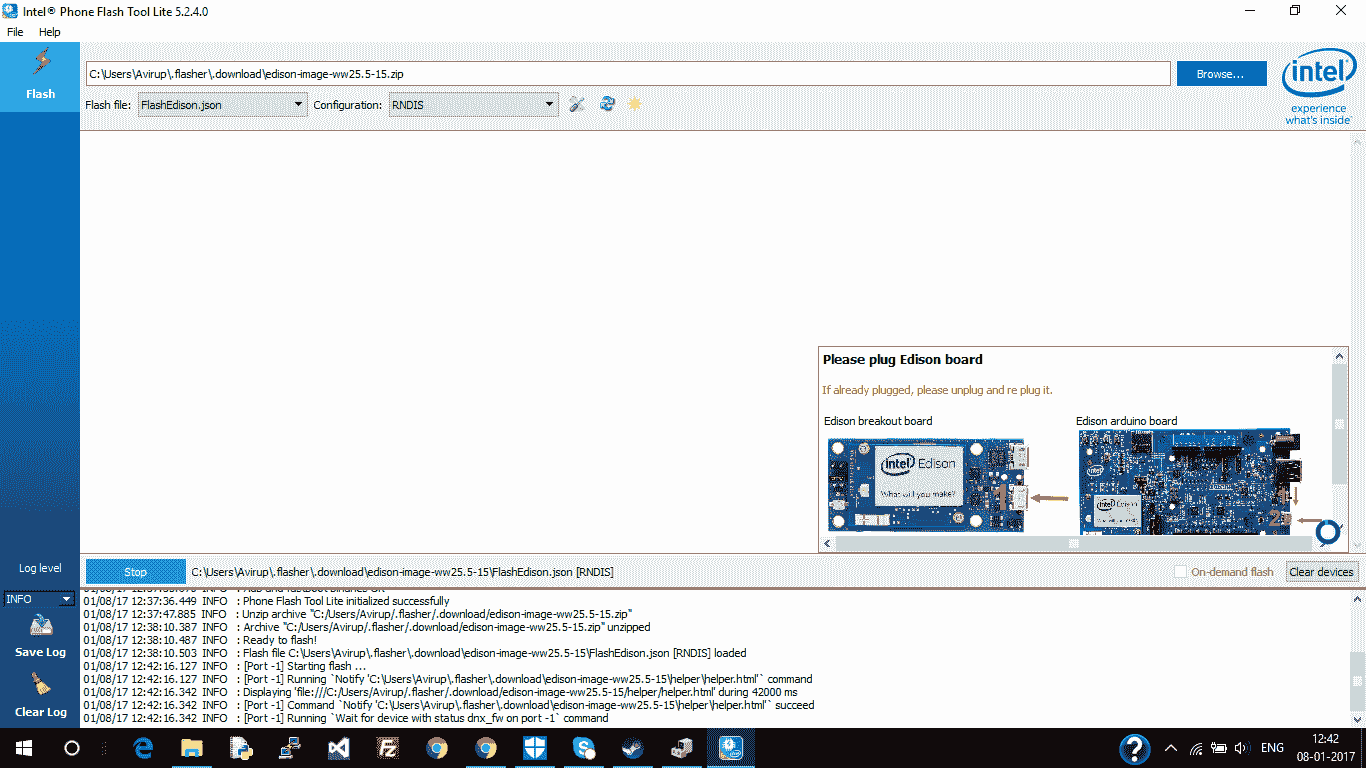 Intel® Phone Flash Tool Lite 5.2.4.0
File Help
Flash
C:\Users\Avirup\.flasher\.download\edison-image-ww25.5-15.zip
Browse...
Flash file: FlashEdison.json Configuration: RNDIS
intel
experience
what's inside
Please plug Edison board
If already plugged, please unplug and re plug it.
Edison breakout board Edison arduino board
intel Edison
What will you make?
intel
intel Edison
2
Stop C:\Users\Avirup\.flasher\.download\edison-image-ww25.5-15\FlashEdison.json [RNDIS] On-demand flash Clear devices
Log level
INFO
Save Log
Clear Log
01/08/17 12:37:36.449 INFO : Phone Flash Tool Lite initialized successfully
01/08/17 12:37:47.885 INFO : Unzip archive "C:/Users/Avirup/.flasher/.download/edison-image-ww25.5-15.zip"
01/08/17 12:38:10.387 INFO : Archive "C:/Users/Avirup/.flasher/.download/edison-image-ww25.5-15.zip" unzipped
01/08/17 12:38:10.487 INFO : Ready to flash!
01/08/17 12:38:10.503 INFO : Flash file C:\Users\Avirup\.flasher\.download\edison-image-ww25.5-15\FlashEdison.json [RNDIS] loaded
01/08/17 12:42:16.127 INFO : [Port -1] Starting flash ...
01/08/17 12:42:16.127 INFO : [Port -1] Running `Notify 'C:\Users\Avirup\.flasher\.download\edison-image-ww25.5-15\helper\helper.html'` command
01/08/17 12:42:16.342 INFO : Displaying 'file:///C:/Users/Avirup/.flasher/.download/edison-image-ww25.5-15/helper/helper.html' during 42000 ms
01/08/17 12:42:16.342 INFO : [Port -1] Command `Notify 'C:\Users\Avirup\.flasher\.download\edison-image-ww25.5-15\helper\helper.html'` succeed
01/08/17 12:42:16.342 INFO : [Port -1] Running `Wait for device with status dnx_fw on port -1` command
ENG
12:42
08-01-2017